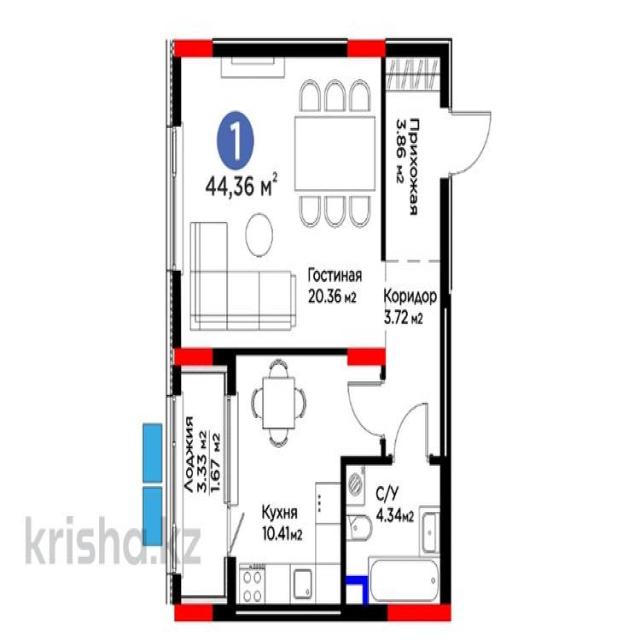 1
44,36 м²
Прихожая
3.86 м2
Гостиная
20.36 м2
Коридор
3.72 м2
Лоджия
3.33 м2
1.67 м2
Кухня
10.41м2
С/У
4.34м2
krisha.kz